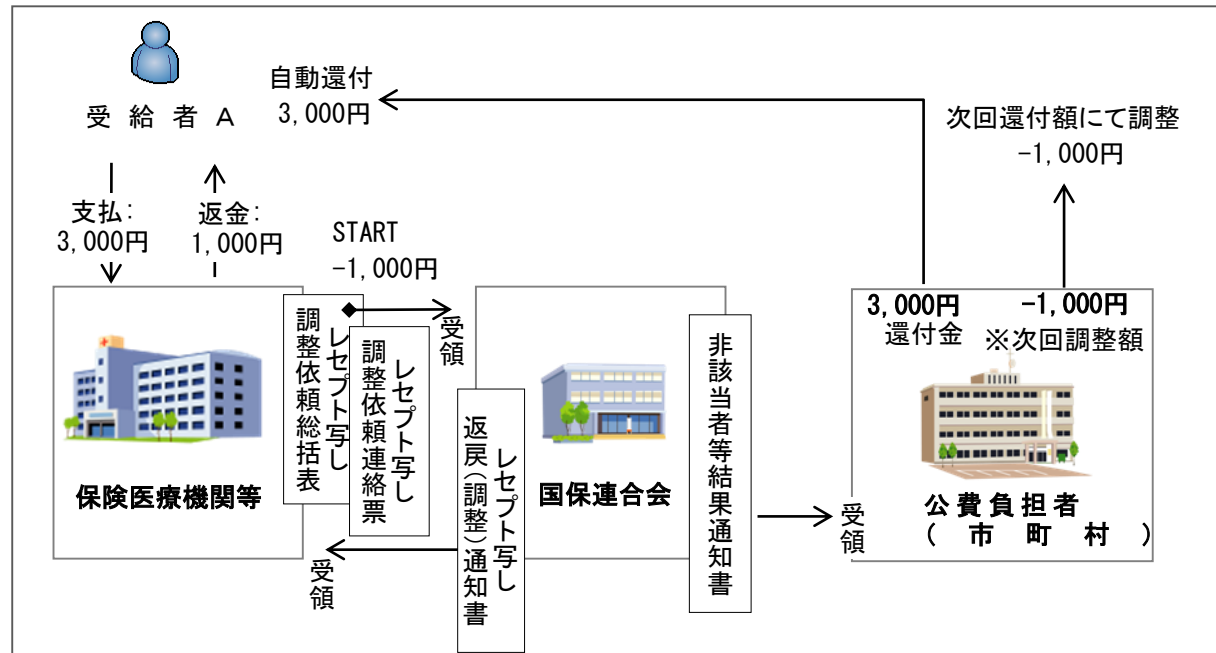 受給者A
自動還付
3,000円
次回還付額にて調整
-1,000円
支払:
3,000円
返金:
1,000円
START
-1,000円
受領
調整依頼総括表
レセプト写し
調整依頼連絡票
レセプト写し
保険医療機関等
受領
返戻(調整)通知書
レセプト写し
国保連合会
非該当者等結果通知書
受領
3,000円
還付金
-1,000円
※次回調整額
公費負担者
(市町村)